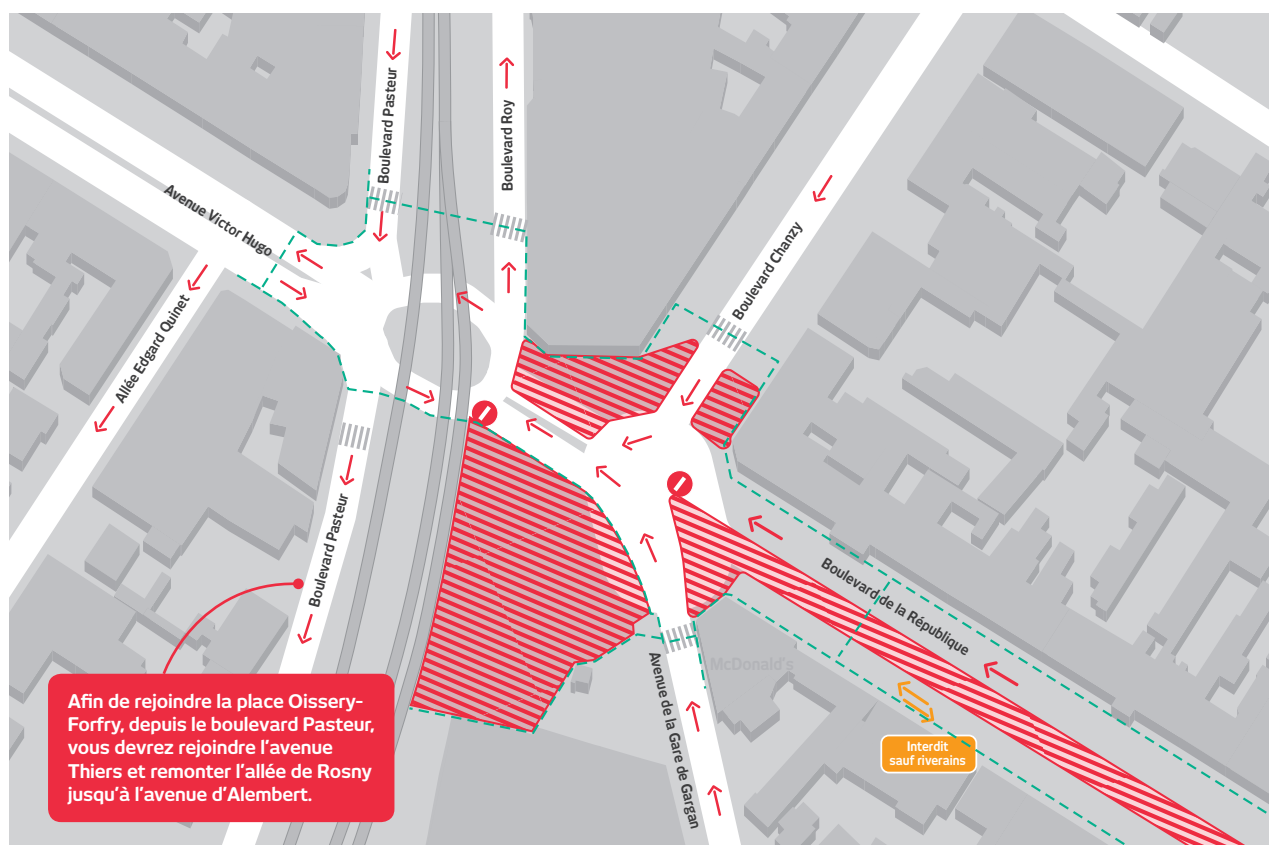 Boulevard Pasteur
Boulevard Roy
Avenue Victor Hugo
Boulevard Chanzy
Allée Edgard Quinet
Boulevard Pasteur
Boulevard de la République
McDonald's
Avenue de la Gare de Gargan
Afin de rejoindre la place Oissery-
Forfry, depuis le boulevard Pasteur,
vous devrez rejoindre l'avenue
Thiers et remonter l'allée de Rosny
jusqu'à l'avenue d'Alembert.
Interdit
sauf riverains